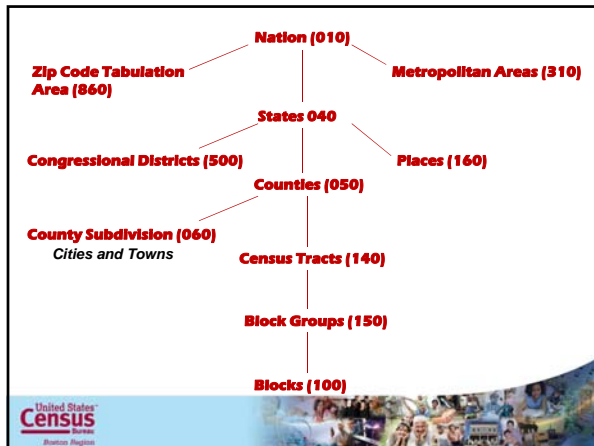 Nation (010)
Zip Code Tabulation
Area (860)
Metropolitan Areas (310)
States 040
Congressional Districts (500)
Places (160)
Counties (050)
County Subdivision (060)
Cities and Towns
Census Tracts (140)
Block Groups (150)
Blocks (100)
United States™
Census
Bureau
Boston Region